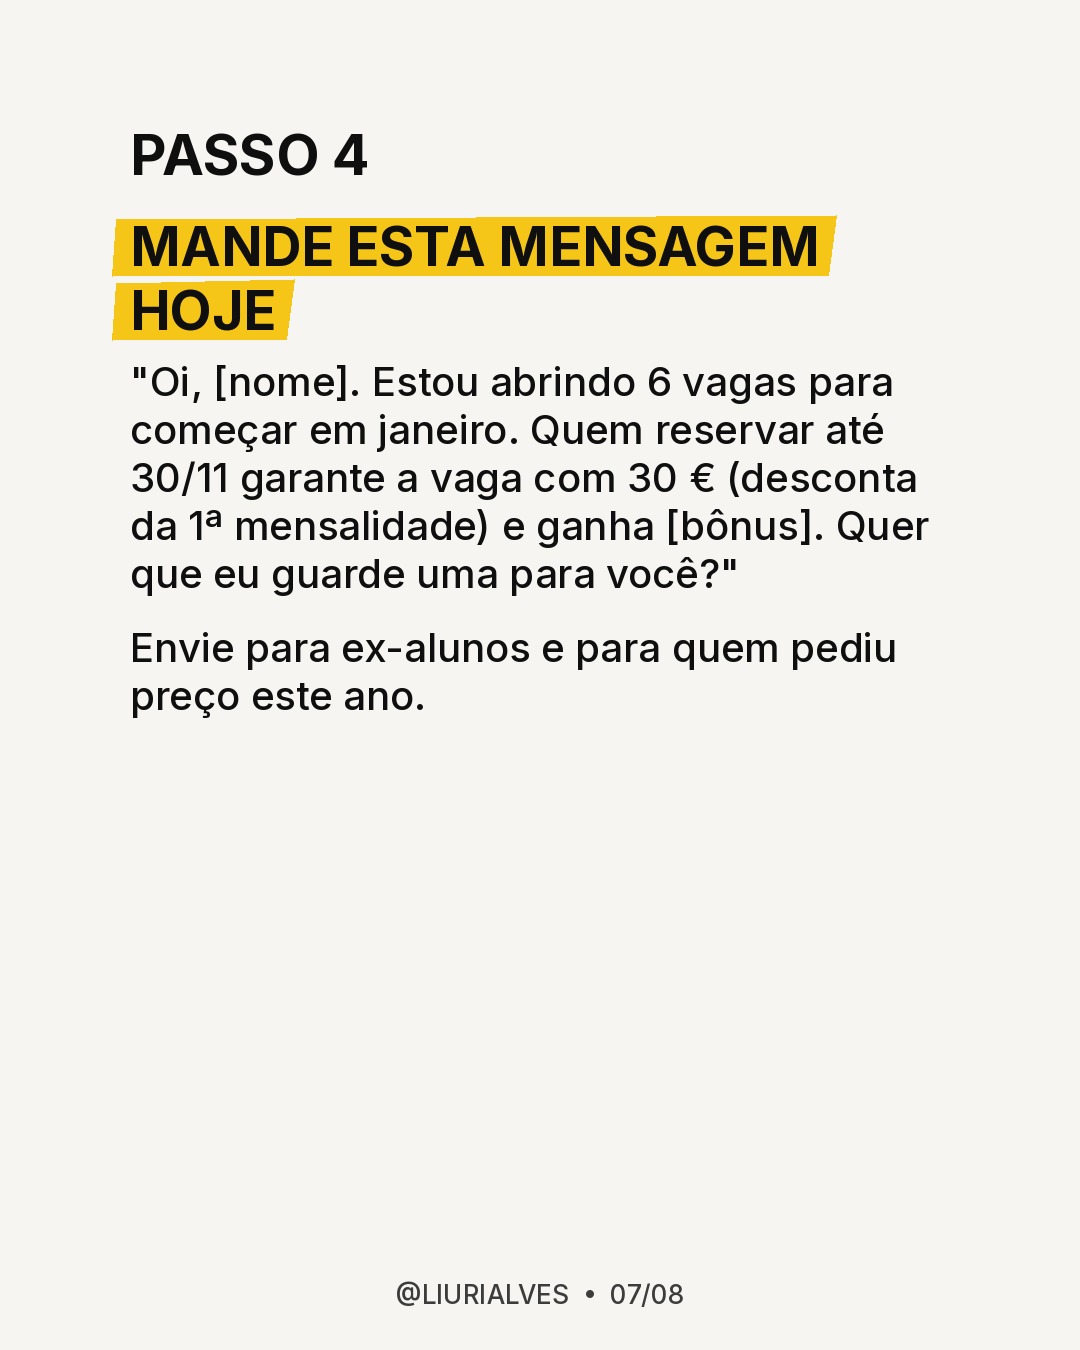 PASSO 4
MANDE ESTA MENSAGEM
HOJE
"Oi, [nome]. Estou abrindo 6 vagas para
começar em janeiro. Quem reservar até
30/11 garante a vaga com 30 € (desconta
da 1ª mensalidade) e ganha [bônus]. Quer
que eu guarde uma para você?"
Envie para ex-alunos e para quem pediu
preço este ano.
@LIURIALVES • 07/08